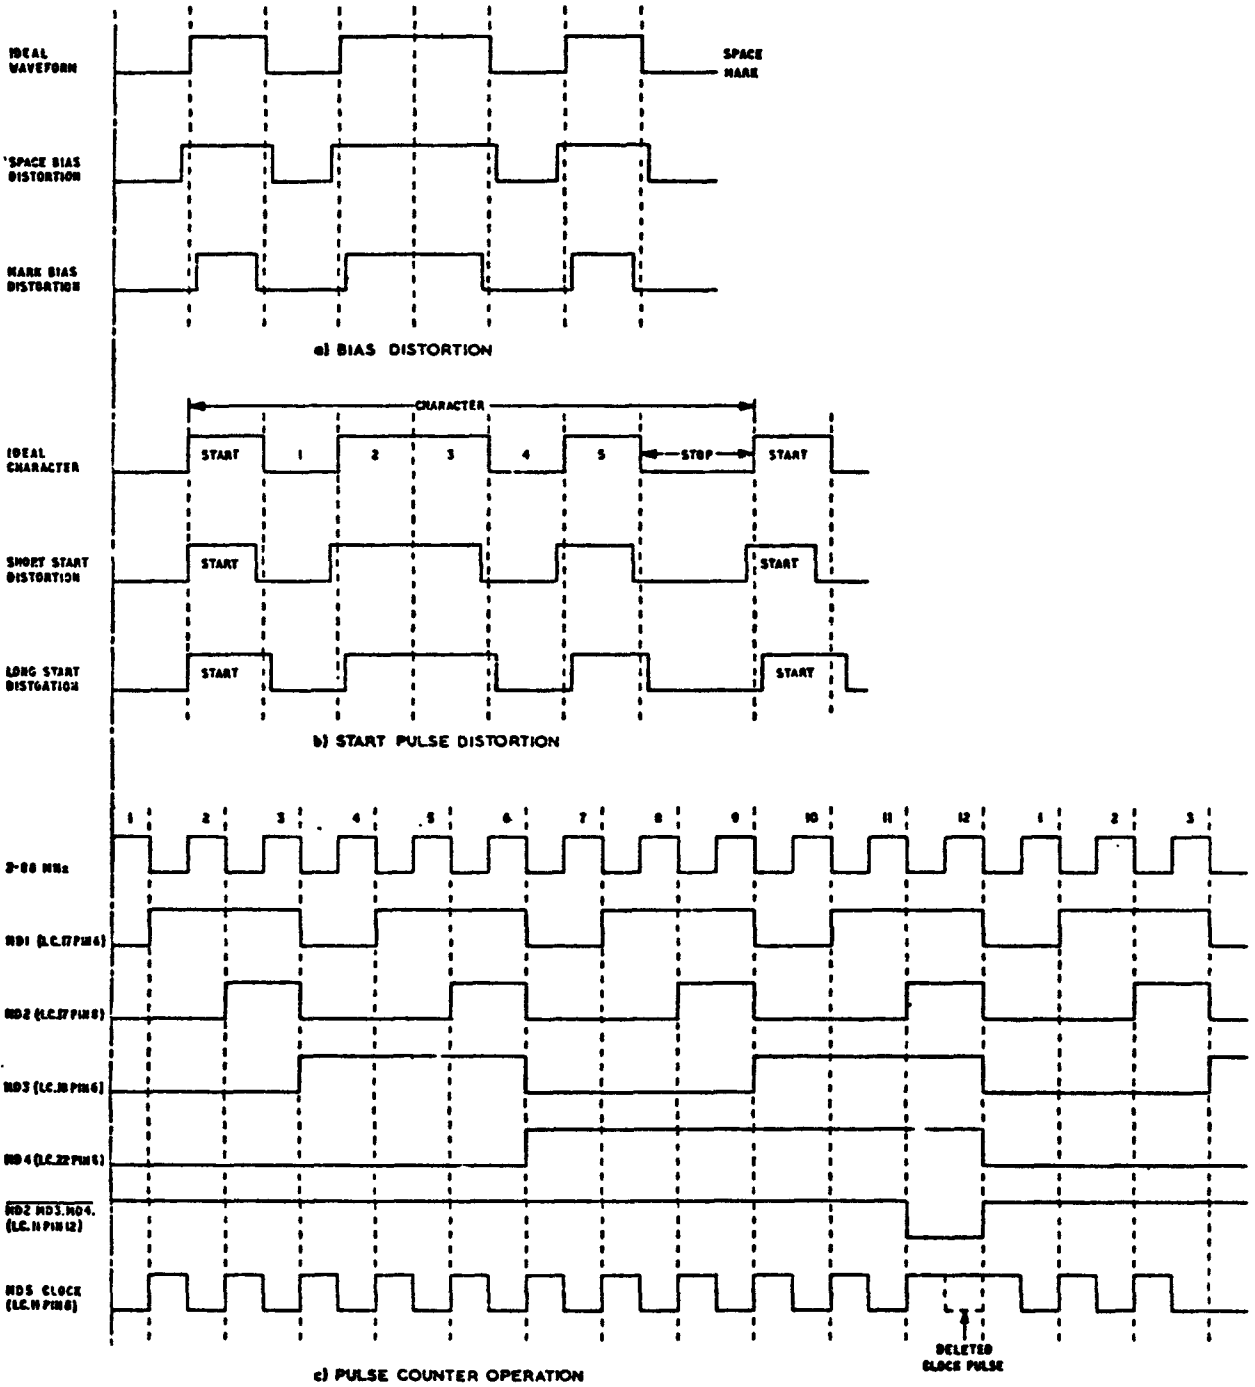 IDEAL
WAVEFORM
SPACE
MARK
SPACE BIAS
DISTORTION
MARK BIAS
DISTORTION
a) BIAS DISTORTION
CHARACTER
IDEAL
CHARACTER
START 1 2 3 4 5 STOP START
SHORT START
DISTORTION
START START
LONG START
DISTGATION
START START
b) START PULSE DISTORTION
1 2 3 4 5 6 7 8 9 10 11 12 1 2 3
2-88 MHz
MD1 (I.C.17 PIN 6)
MD2 (I.C.17 PIN 8)
MD3 (I.C.18 PIN 6)
MD4 (I.C.22 PIN 6)
MD2 MD3.MD4.
(I.C.11 PIN 12)
MD5 CLOCK
(I.C.11 PIN 8)
DELETED
CLOCK PULSE
c) PULSE COUNTER OPERATION